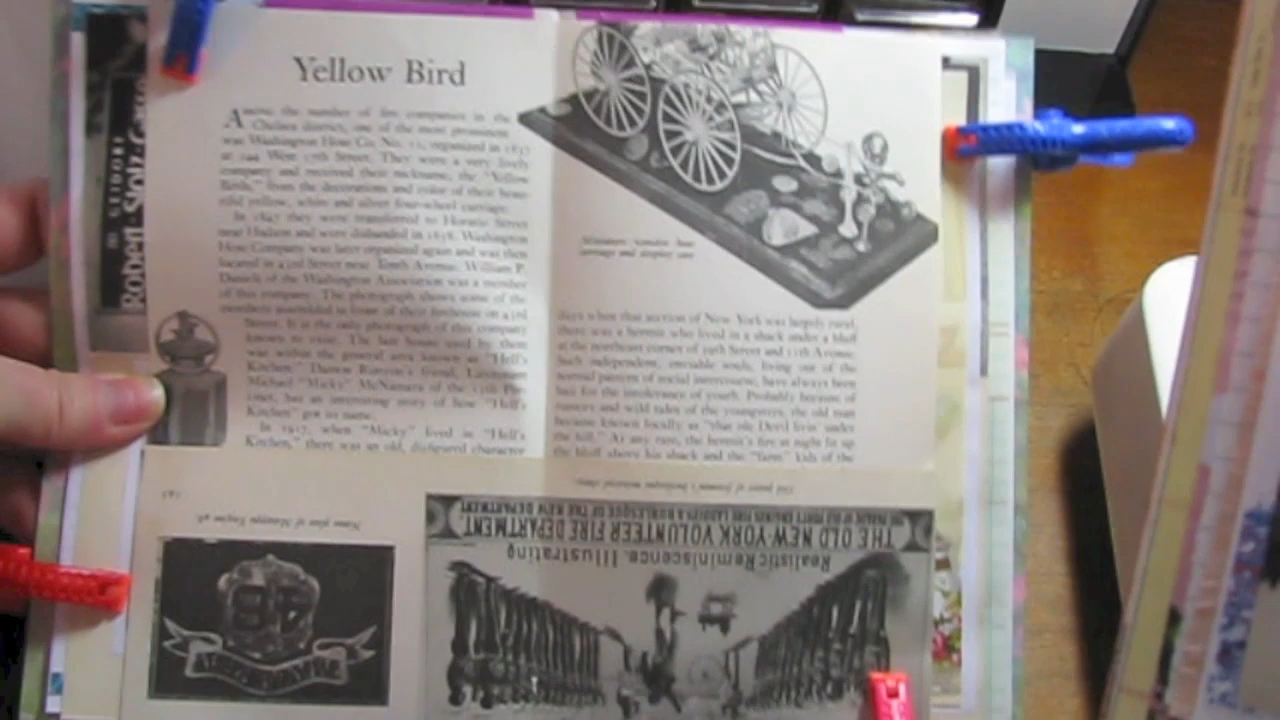 Yellow Bird
Among the number of fire companies in the
Chelsea district, one of the most prominent
was Washington Hose Co. No. 12, organized in 1837
at 244 West 17th Street. They were a very lively
company and received their nickname, the "Yellow
Birds," from the decorations and color of their beau-
tiful yellow, white and silver four-wheel carriage.
In 1847 they were transferred to Horatio Street
near Hudson and were disbanded in 1858. Washington
Hose Company was later organized again and was then
located in 43rd Street near Tenth Avenue. William P.
Daniels of the Washington Association was a member
of this company. The photograph shows some of the
members assembled in front of their firehouse on 43rd
Street. It is the only photograph of this company
known to exist. The last house used by them
was within the general area known as "Hell's
Kitchen." Damon Runyon's friend, Lieutenant
Michael "Micky" McNamara of the
has an interesting story of how "Hell's
Kitchen" got its name.
In 1917, when "Micky" lived in "Hell's
Kitchen," there was an old, disfigured character
Miniature hose
carriage and display case
days when that section of New York was largely rural,
there was a hermit who lived in a shack under a bluff
at the northeast corner of 39th Street and 11th Avenue.
Such independent, enviable souls, living out of the
normal pattern of social intercourse, have always been
bait for the intolerance of youth. Probably because of
rumors and wild tales of the youngsters, the old man
became known locally as "that ole Devil livin' under
the hill." At any rate, the hermit's fire at night lit up
the bluff above his shack and the "farm" kids of the
Robert-Stolz-Gasse
THE OLD NEW YORK VOLUNTEER FIRE DEPARTMENT
Realistic Reminiscence, Illustrating